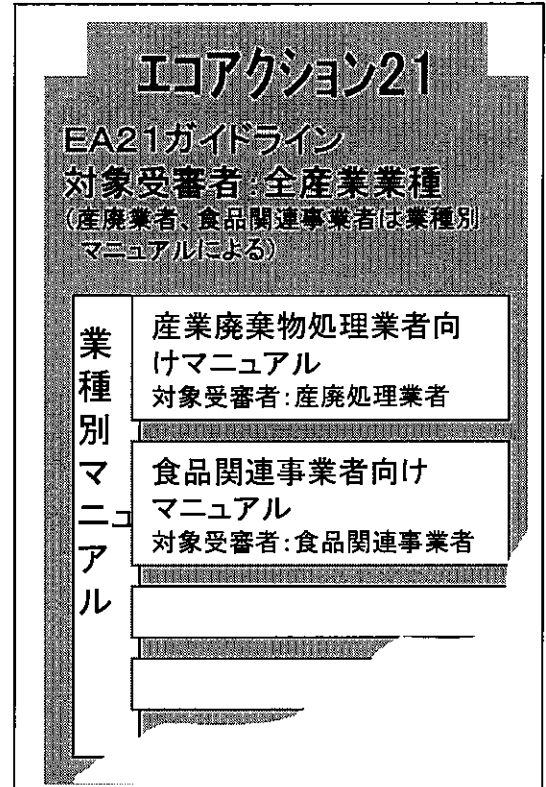 エコアクション21
EA21ガイドライン
対象受審者:全産業業種
(産廃業者、食品関連事業者は業種別
マニュアルによる)
業種別マニュアル
産業廃棄物処理業者向
けマニュアル
対象受審者:産廃処理業者
食品関連事業者向け
マニュアル
対象受審者:食品関連事業者